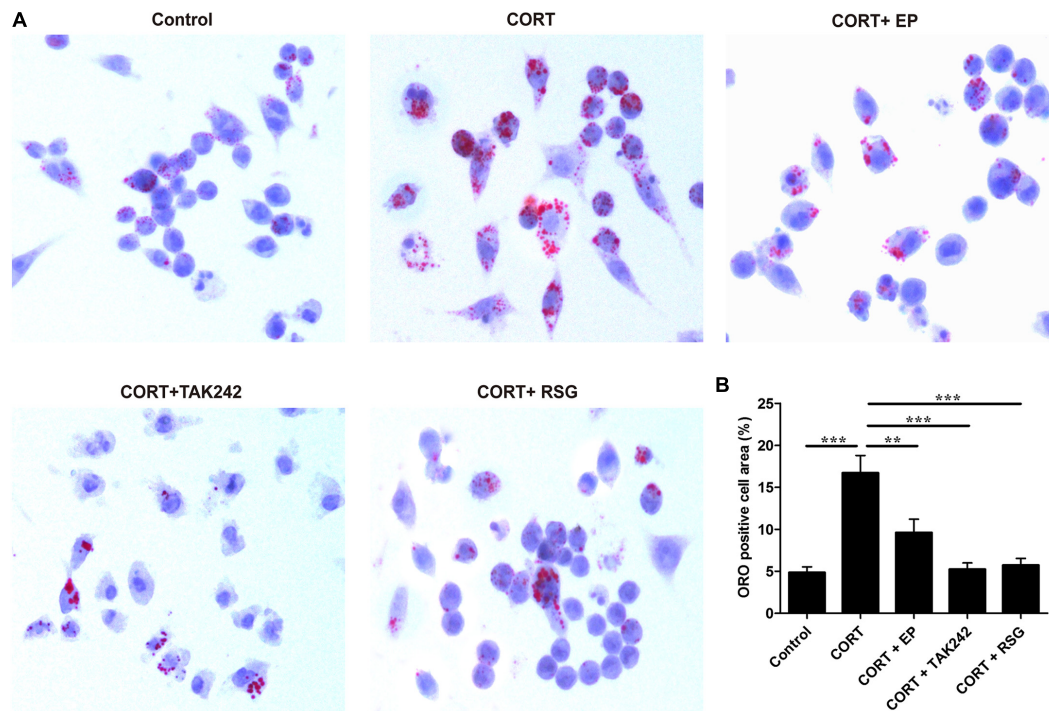 A
Control
CORT
CORT+ EP
CORT+TAK242
CORT+ RSG
B
ORO positive cell area (%)
25
20
15
10
5
0
***
***
***
**
Control
CORT
CORT + EP
CORT + TAK242
CORT + RSG